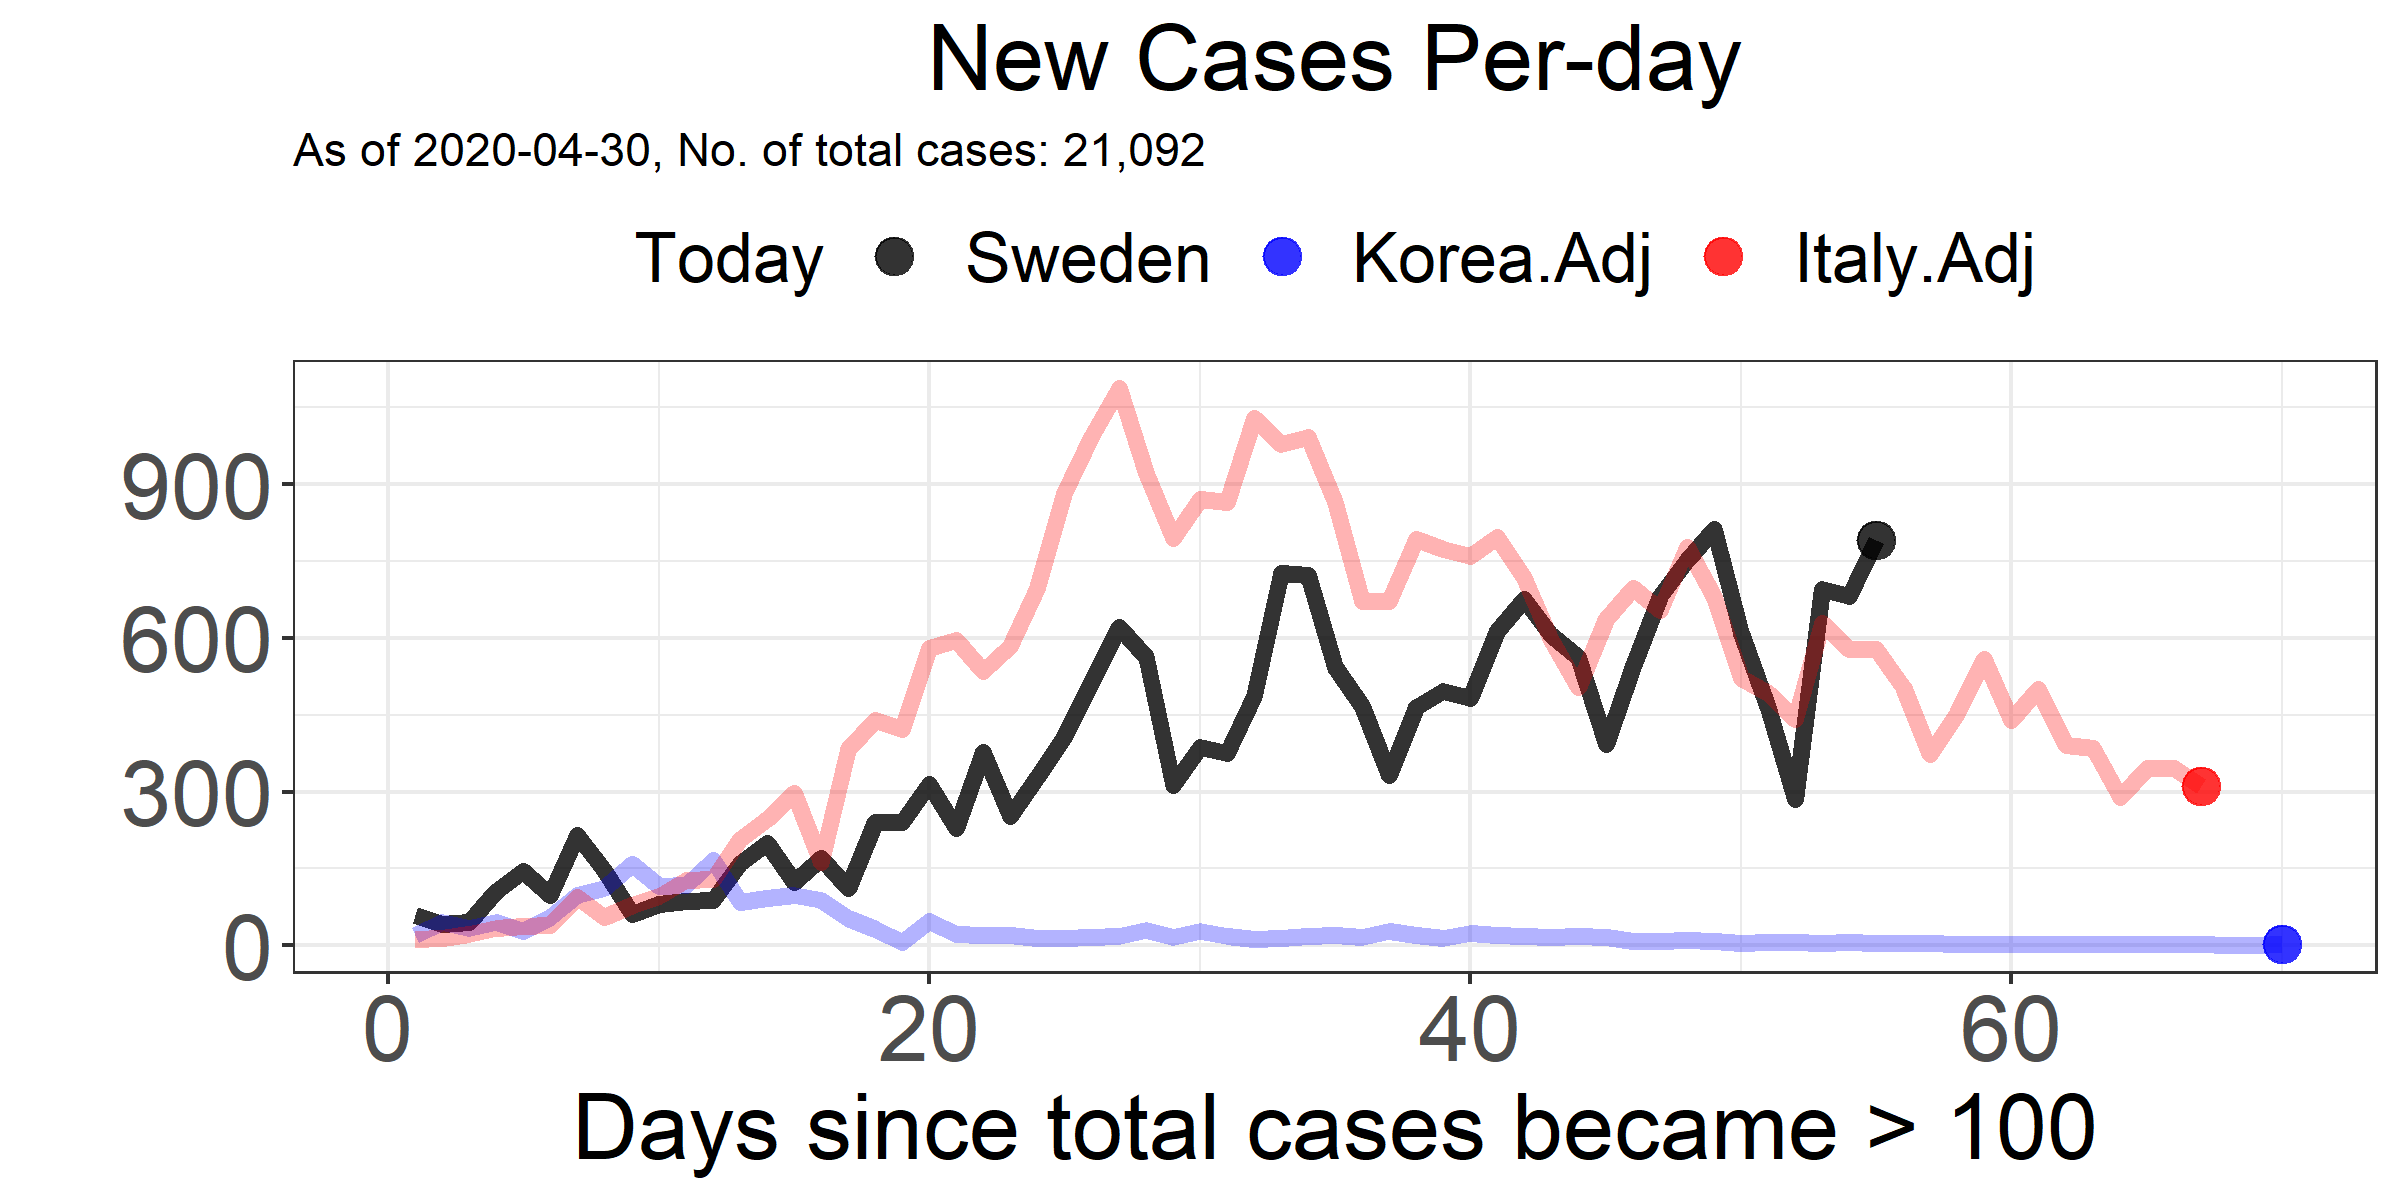 New Cases Per-day
As of 2020-04-30, No. of total cases: 21,092
Today Sweden Korea.Adj Italy.Adj
900
600
300
0
0 20 40 60
Days since total cases became > 100